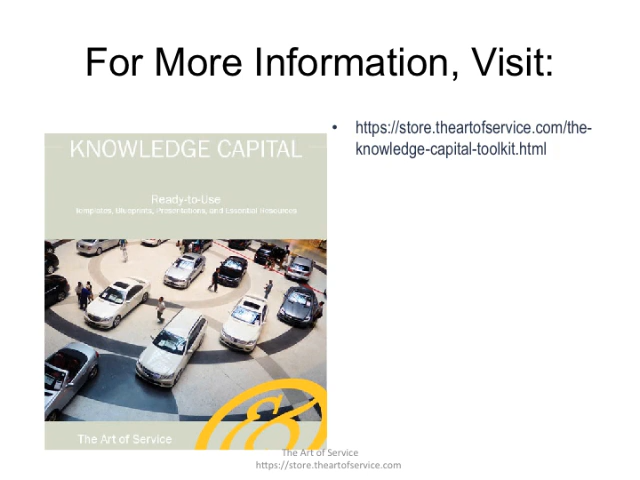 For More Information, Visit:
• https://store.theartofservice.com/the-
knowledge-capital-toolkit.html
KNOWLEDGE CAPITAL
Ready-to-Use
Templates, Blueprints, Presentations, and Essential Resources
The Art of Service
The Art of Service
https://store.theartofservice.com